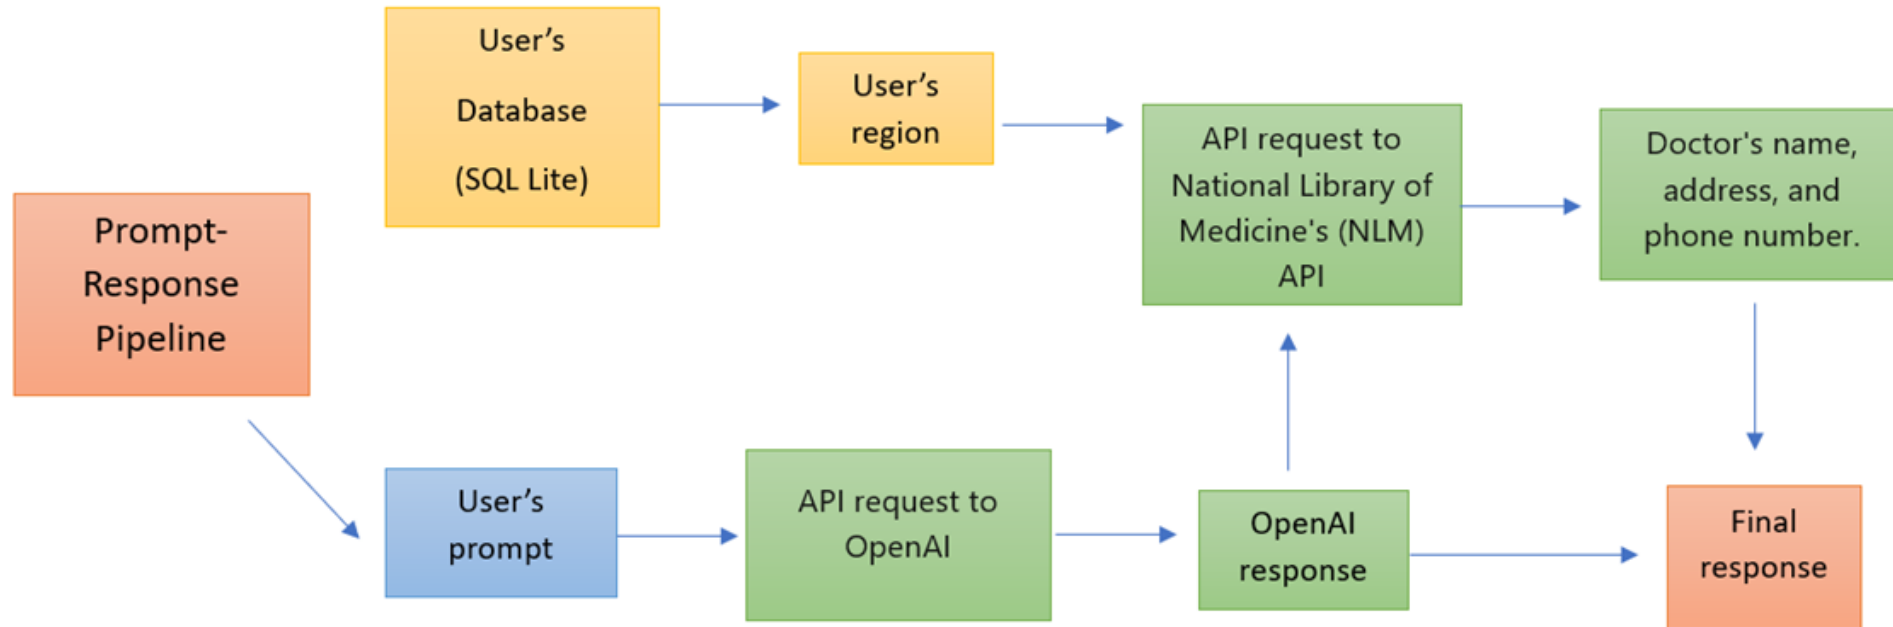 User’s
Database
(SQL Lite)
User’s
region
API request to
National Library of
Medicine's (NLM)
API
Doctor's name,
address, and
phone number.
Prompt-
Response
Pipeline
User’s
prompt
API request to
OpenAI
OpenAI
response
Final
response